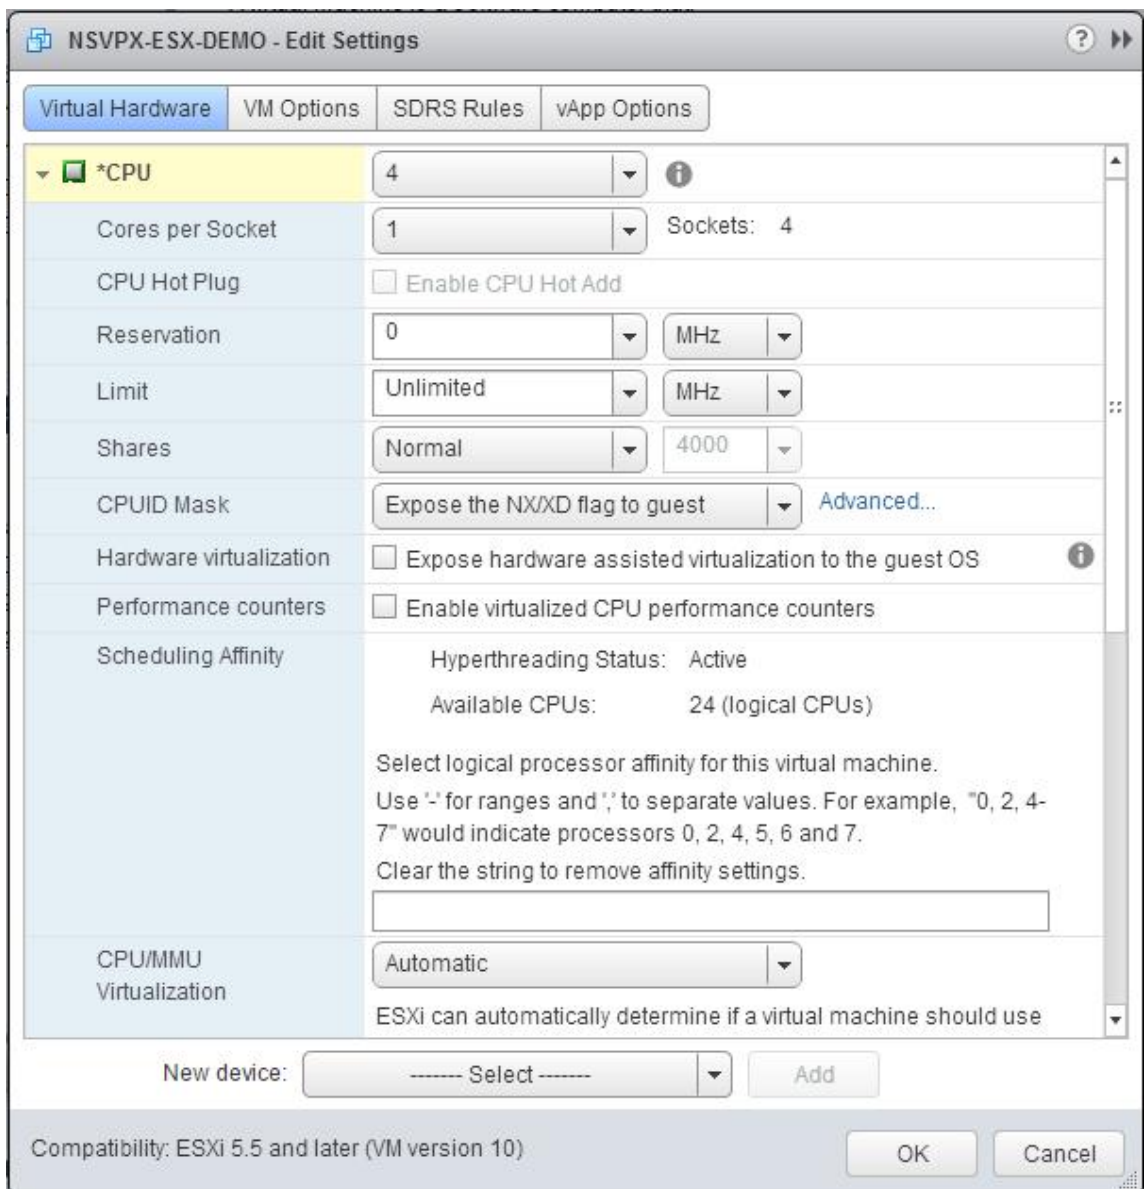 NSVPX-ESX-DEMO - Edit Settings
Virtual Hardware VM Options SDRS Rules vApp Options
*CPU 4
Cores per Socket 1 Sockets: 4
CPU Hot Plug Enable CPU Hot Add
Reservation 0 MHz
Limit Unlimited MHz
Shares Normal 4000
CPUID Mask Expose the NX/XD flag to guest Advanced...
Hardware virtualization Expose hardware assisted virtualization to the guest OS
Performance counters Enable virtualized CPU performance counters
Scheduling Affinity Hyperthreading Status: Active
Available CPUs: 24 (logical CPUs)
Select logical processor affinity for this virtual machine.
Use '-' for ranges and ',' to separate values. For example, "0, 2, 4-
7" would indicate processors 0, 2, 4, 5, 6 and 7.
Clear the string to remove affinity settings.
CPU/MMU
Virtualization
Automatic
ESXi can automatically determine if a virtual machine should use
New device: ------- Select ------- Add
Compatibility: ESXi 5.5 and later (VM version 10) OK Cancel